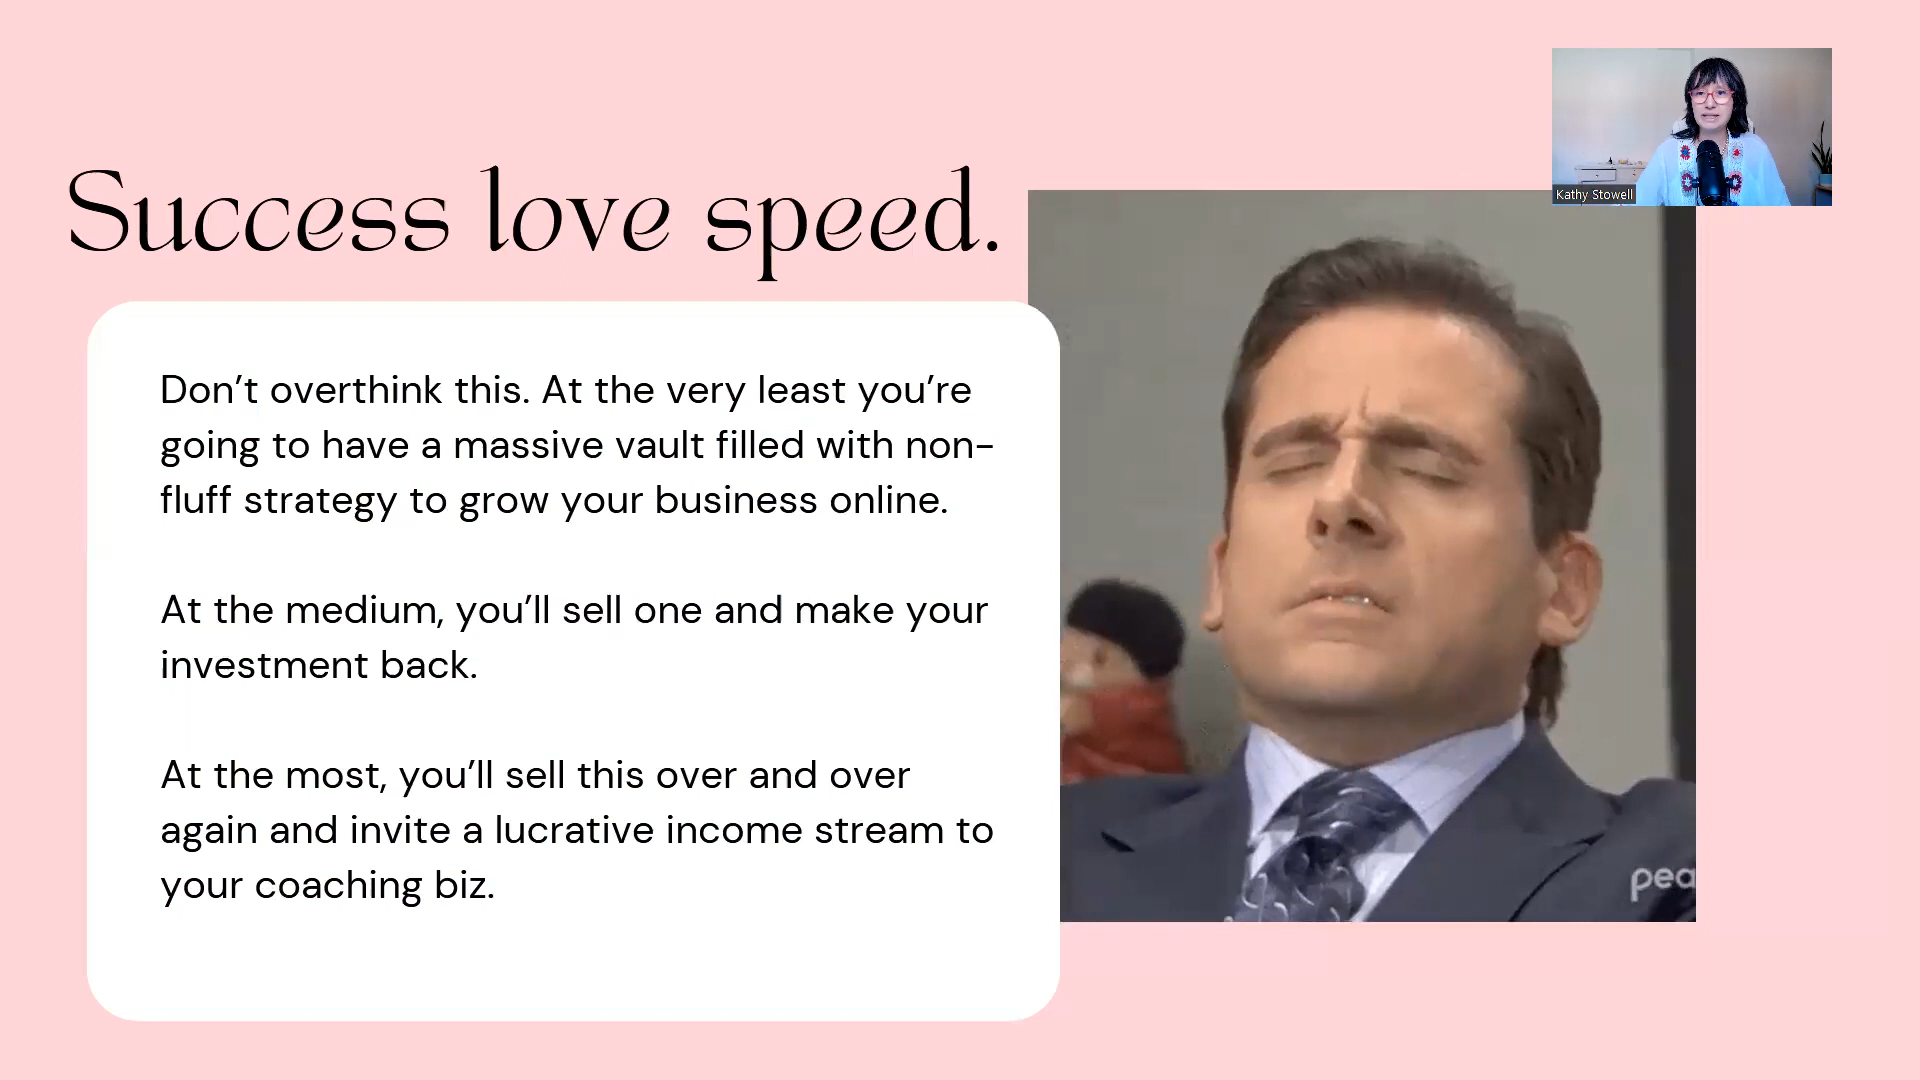 Success love speed.
Kathy Stowell
Don’t overthink this. At the very least you’re
going to have a massive vault filled with non-
fluff strategy to grow your business online.
At the medium, you’ll sell one and make your
investment back.
At the most, you’ll sell this over and over
again and invite a lucrative income stream to
your coaching biz.
pea